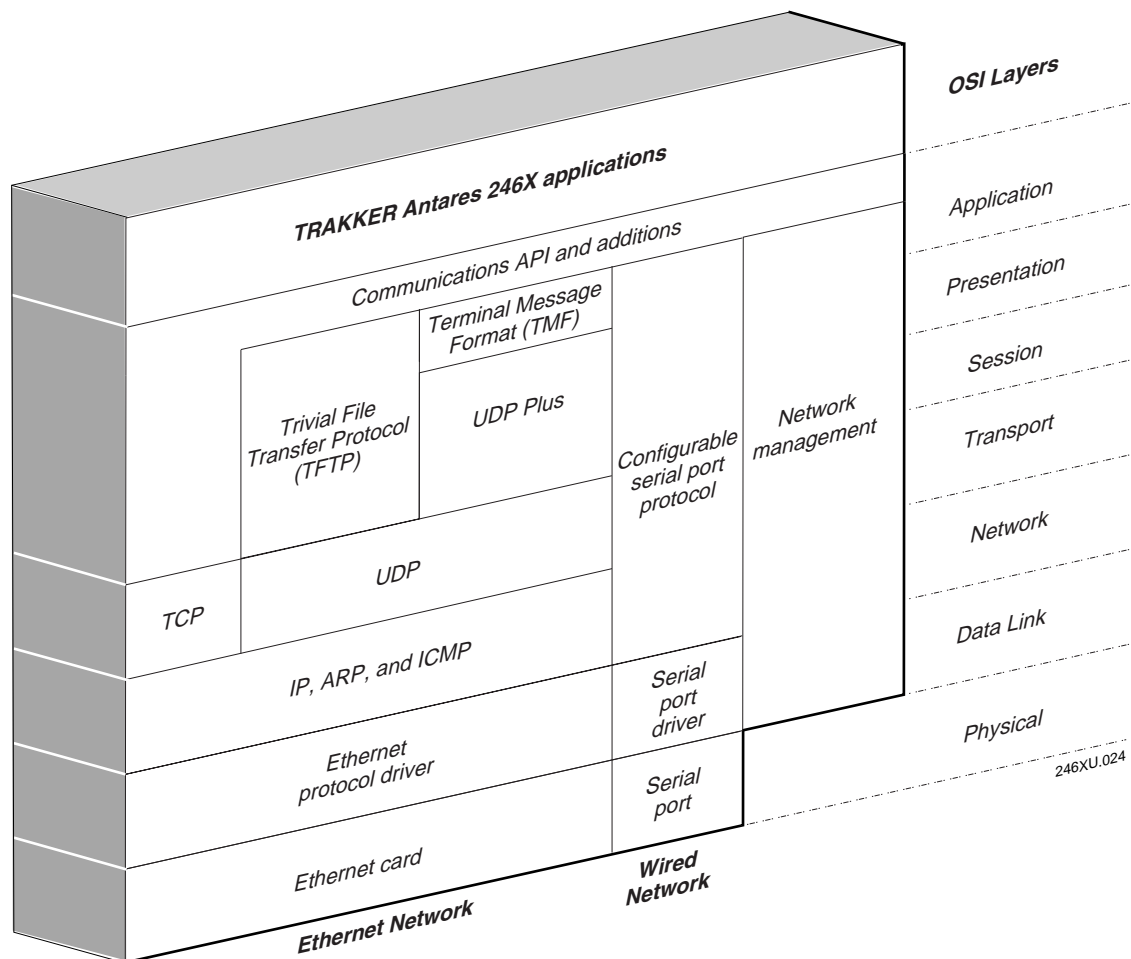 OSI Layers
TRAKKER Antares 246X applications
Application
Communications API and additions
Presentation
Terminal Message
Format (TMF)
Session
Trivial File
Transfer Protocol
(TFTP)
UDP Plus
Configurable
serial port
protocol
Network
management
Transport
Network
TCP
UDP
Data Link
IP, ARP, and ICMP
Serial
port
driver
Physical
246XU.024
Ethernet
protocol driver
Serial
port
Ethernet card
Wired
Network
Ethernet Network